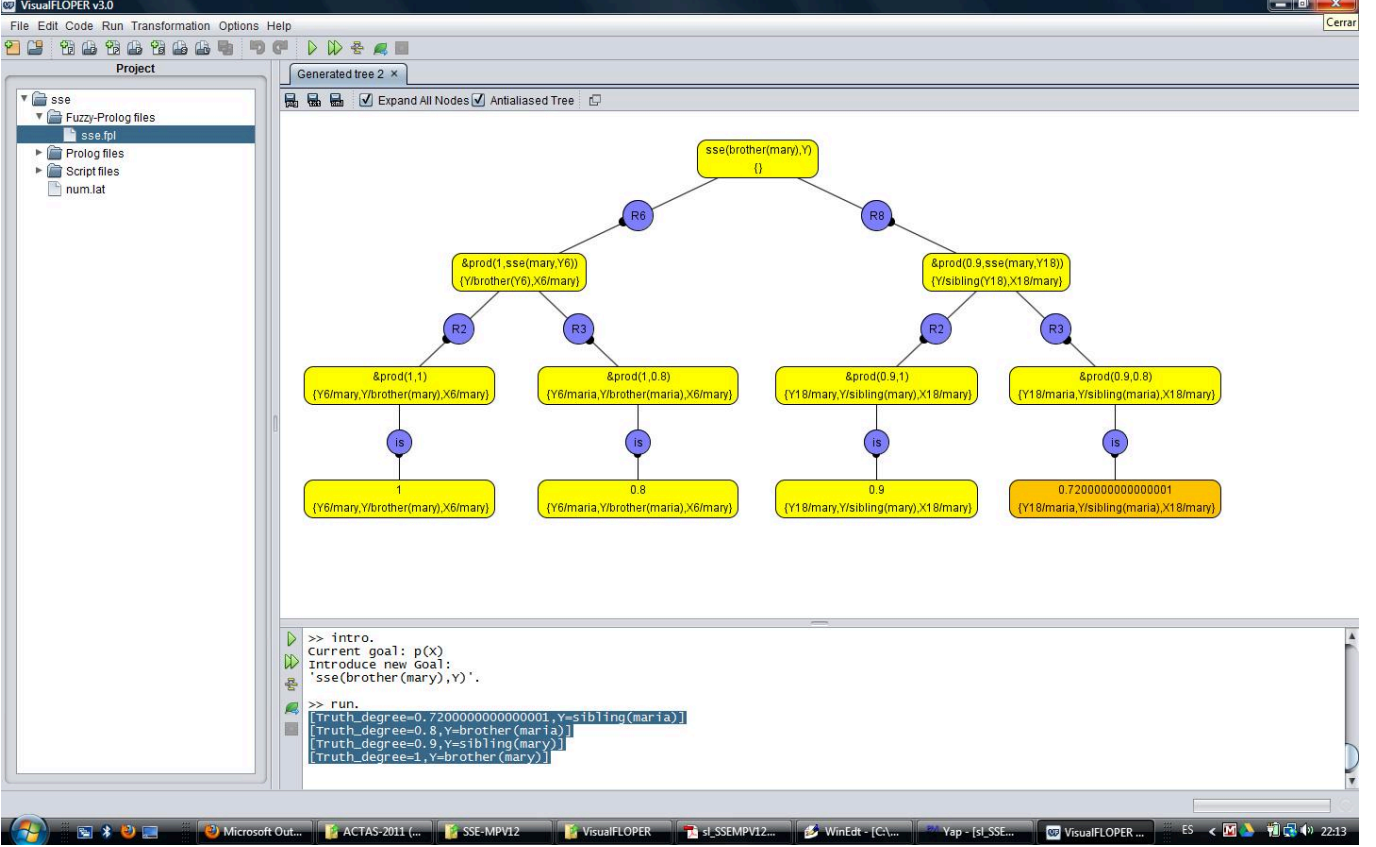 VisualFLOPER v3.0
File Edit Code Run Transformation Options Help
Cerrar
Project
Generated tree 2 ×
sse
Expand All Nodes Antialiased Tree
Fuzzy-Prolog files
sse.fpl
Prolog files
Script files
num.lat
sse(brother(mary),Y)
{}
R6 R8
&prod(1,sse(mary,Y6)) &prod(0.9,sse(mary,Y18))
{Y/brother(Y6),X6/mary} {Y/sibling(Y18),X18/mary}
R2 R3 R2 R3
&prod(1,1) &prod(1,0.8) &prod(0.9,1) &prod(0.9,0.8)
{Y6/mary,Y/brother(mary),X6/mary} {Y6/maria,Y/brother(maria),X6/mary} {Y18/mary,Y/sibling(mary),X18/mary} {Y18/maria,Y/sibling(maria),X18/mary}
is is is is
1 0.8 0.9 0.7200000000000001
{Y6/mary,Y/brother(mary),X6/mary} {Y6/maria,Y/brother(maria),X6/mary} {Y18/mary,Y/sibling(mary),X18/mary} {Y18/maria,Y/sibling(maria),X18/mary}
>> intro.
Current goal: p(X)
Introduce new Goal:
'sse(brother(mary),Y)'.
>> run.
[Truth_degree=0.7200000000000001,Y=sibling(maria)]
[Truth_degree=0.8,Y=brother(maria)]
[Truth_degree=0.9,Y=sibling(mary)]
[Truth_degree=1,Y=brother(mary)]
Microsoft Out... ACTAS-2011 (... SSE-MPV12 VisualFLOPER sl_SSEMPV12... WinEdt - [C:\... Yap - [sl_SSE... VisualFLOPER ... ES 22:13